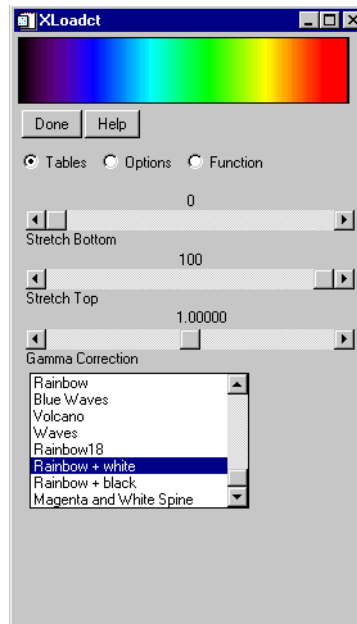 XLoadct
Done Help
Tables Options Function
0
Stretch Bottom
100
Stretch Top
1.00000
Gamma Correction
Rainbow
Blue Waves
Volcano
Waves
Rainbow18
Rainbow + white
Rainbow + black
Magenta and White Spine